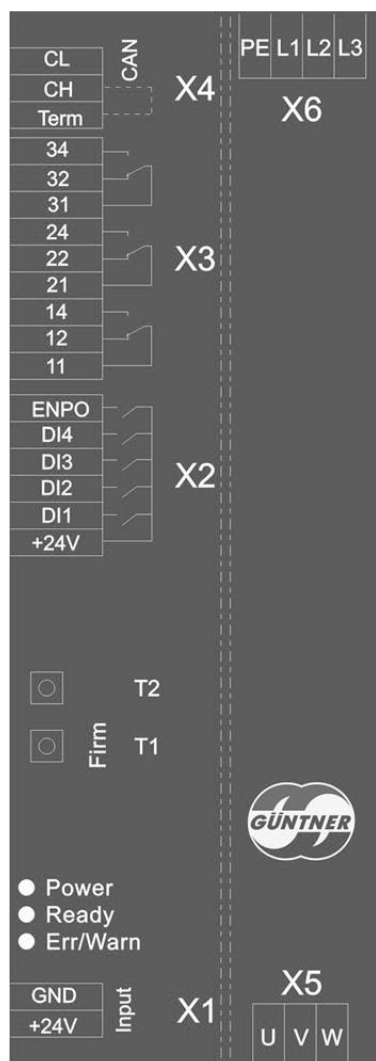 CL
CH
Term
CAN
X4
34
32
31
24
22
21
14
12
11
X3
ENPO
DI4
DI3
DI2
DI1
+24V
X2
T2
T1
Firm
Power
Ready
Err/Warn
GND
+24V
Input
X1
PE L1 L2 L3
X6
GÜNTNER
X5
U V W